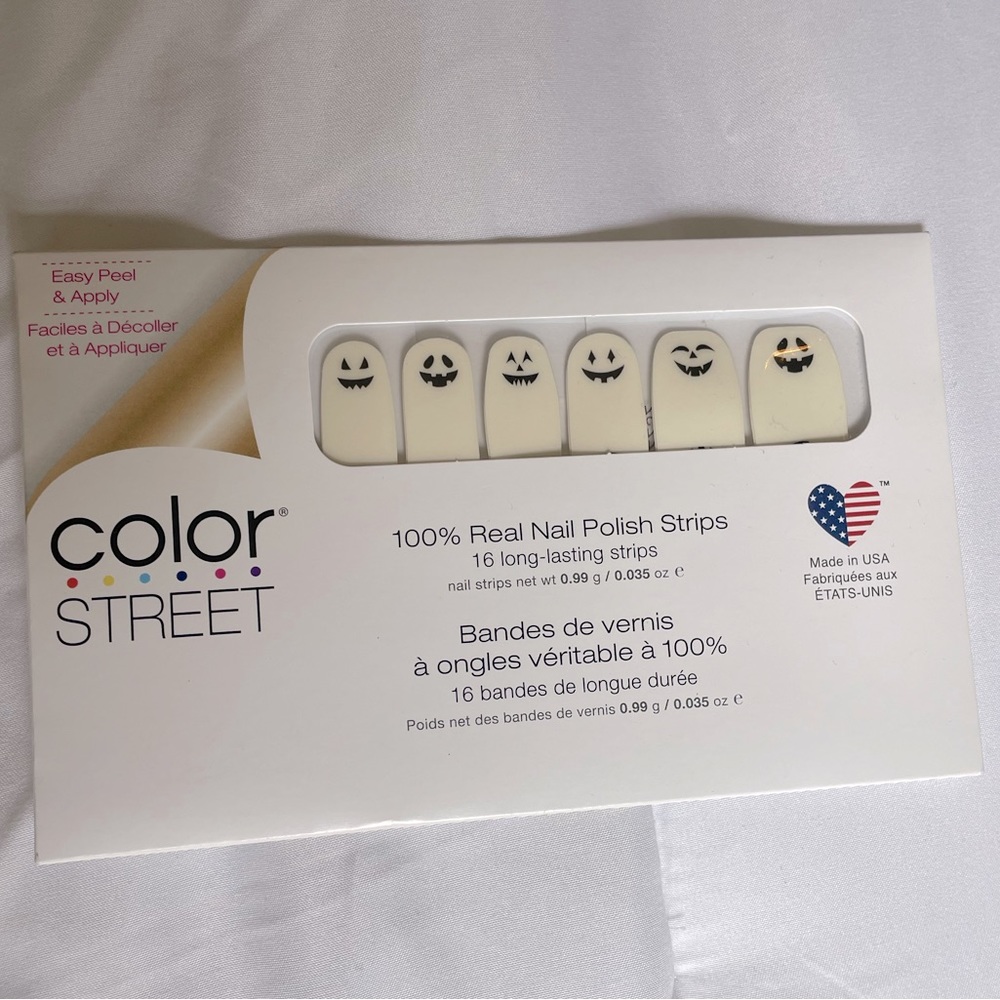 Easy Peel
& Apply
Faciles à Décoller
et à Appliquer
color®
STREET
100% Real Nail Polish Strips
16 long-lasting strips
nail strips net wt 0.99 g / 0.035 oz ℮
Bandes de vernis
à ongles véritable à 100%
16 bandes de longue durée
Poids net des bandes de vernis 0.99 g / 0.035 oz ℮
™
Made in USA
Fabriquées aux
ÉTATS-UNIS